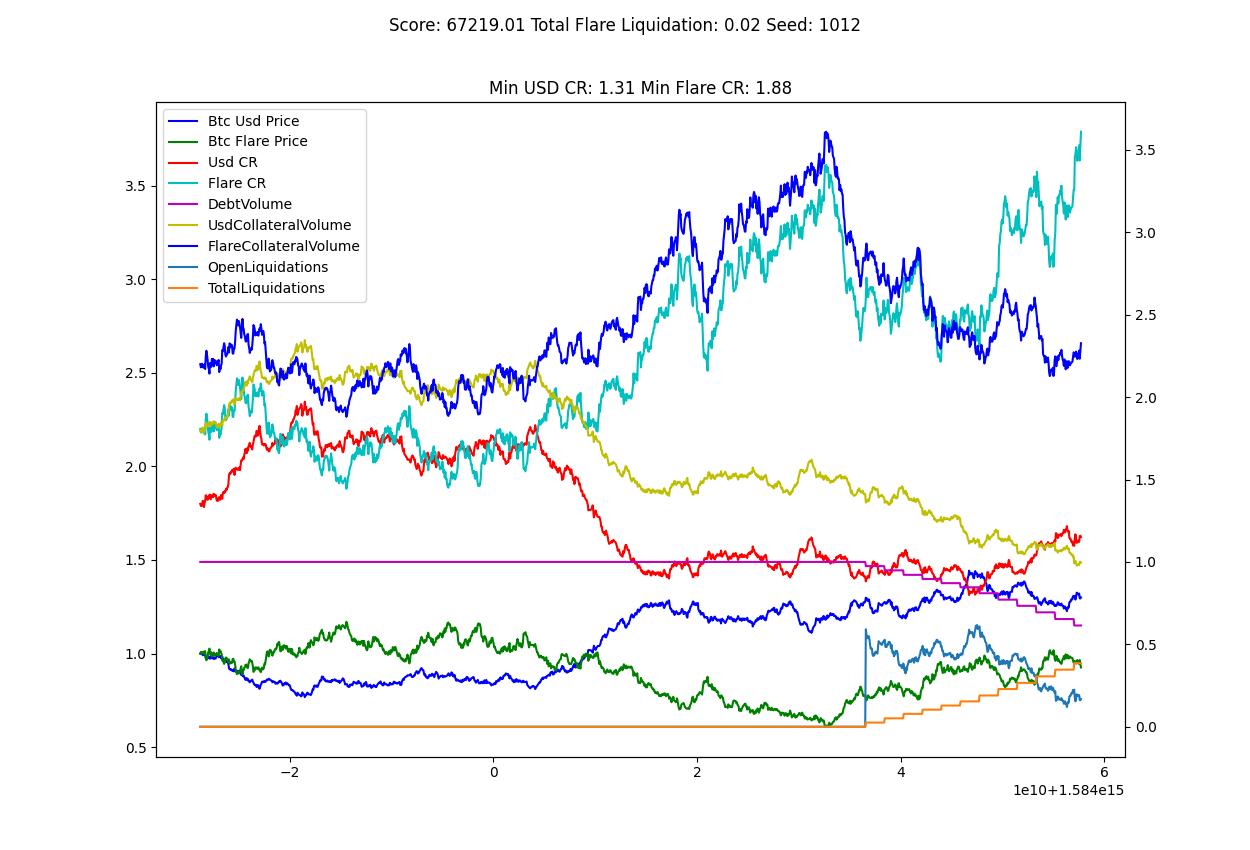 Score: 67219.01 Total Flare Liquidation: 0.02 Seed: 1012
Min USD CR: 1.31 Min Flare CR: 1.88
Btc Usd Price
Btc Flare Price
Usd CR
Flare CR
DebtVolume
UsdCollateralVolume
FlareCollateralVolume
OpenLiquidations
TotalLiquidations
3.5
3.0
2.5
2.0
1.5
1.0
0.5
3.5
3.0
2.5
2.0
1.5
1.0
0.5
0.0
−2
0
2
4
6
1e10+1.584e15